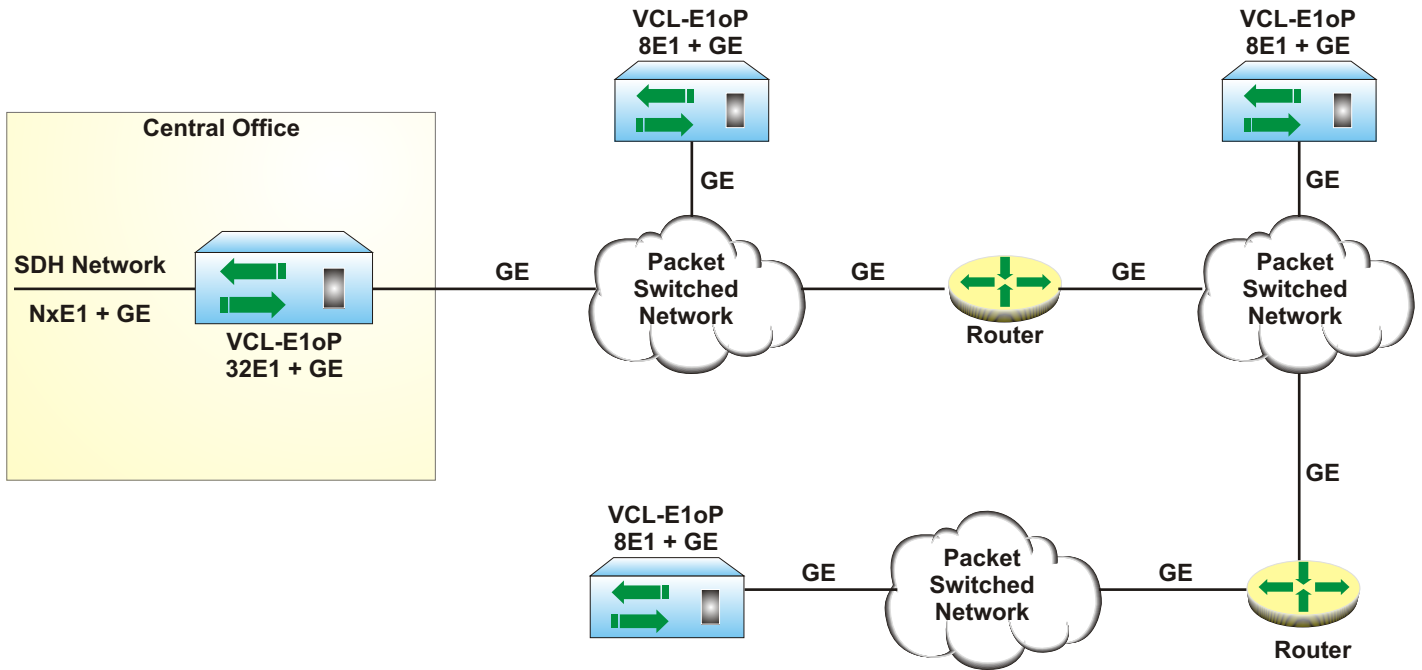 VCL-E1oP
8E1 + GE
VCL-E1oP
8E1 + GE
Central Office
GE
GE
SDH Network
NxE1 + GE
VCL-E1oP
32E1 + GE
GE
Packet
Switched
Network
GE
Router
GE
Packet
Switched
Network
GE
VCL-E1oP
8E1 + GE
GE
Packet
Switched
Network
GE
Router